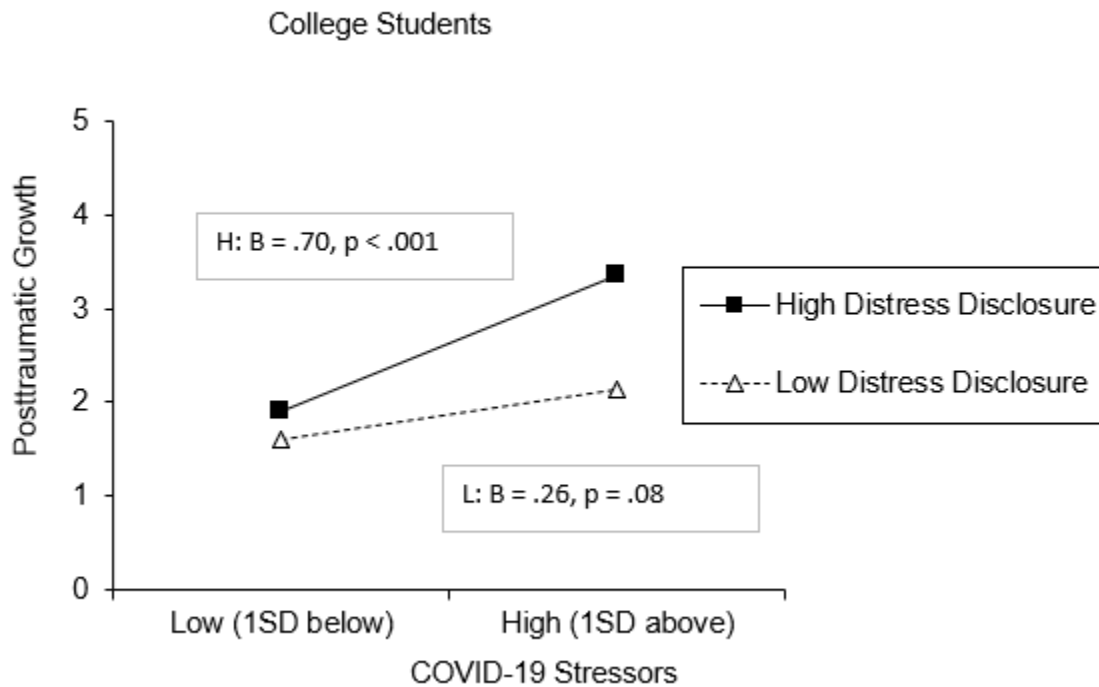 College Students
5
4
3
2
1
0
Posttraumatic Growth
H: B = .70, p < .001
L: B = .26, p = .08
High Distress Disclosure
Low Distress Disclosure
Low (1SD below)
High (1SD above)
COVID-19 Stressors